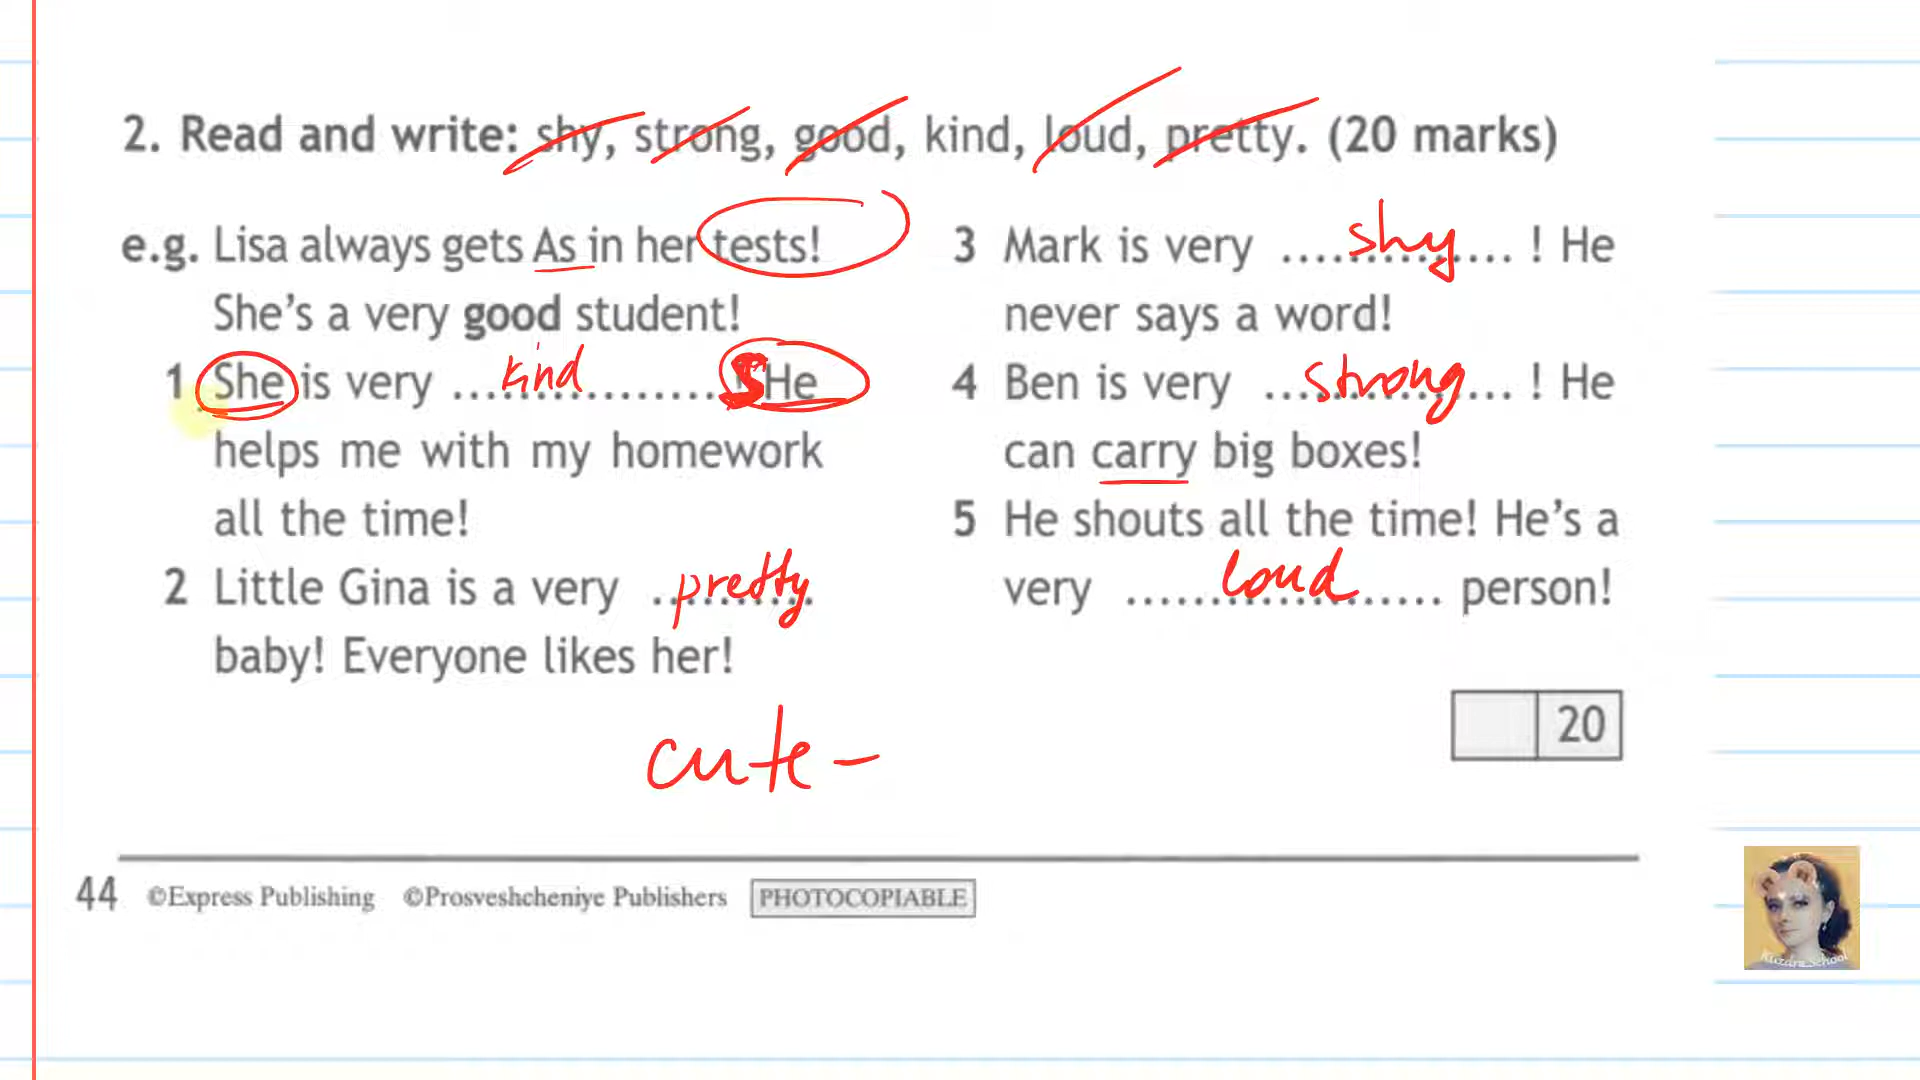 2. Read and write: shy, strong, good, kind, loud, pretty. (20 marks)
e.g. Lisa always gets As in her tests!
She's a very good student!
1 She is very ... kind ................ ! SHe
helps me with my homework
all the time!
2 Little Gina is a very pretty
baby! Everyone likes her!
cute –
3 Mark is very .... shy .... ! He
never says a word!
4 Ben is very ... strong ... ! He
can carry big boxes!
5 He shouts all the time! He's a
very ...... loud ...... person!
20
44 ©Express Publishing ©Prosveshcheniye Publishers PHOTOCOPIABLE